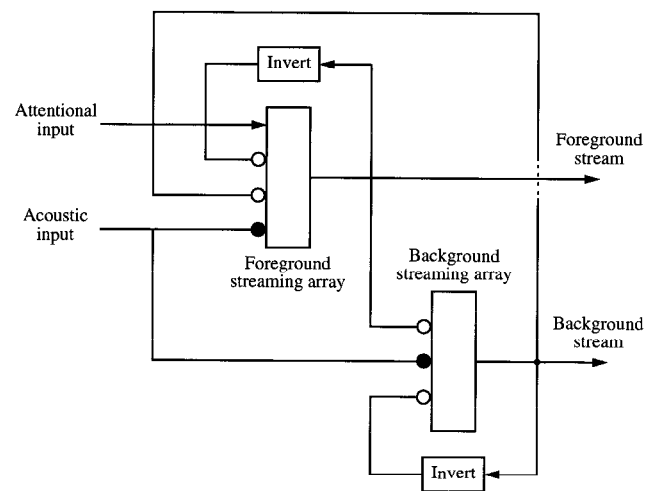 Invert
Attentional
input
Foreground
stream
Acoustic
input
Foreground
streaming array
Background
streaming array
Background
stream
Invert